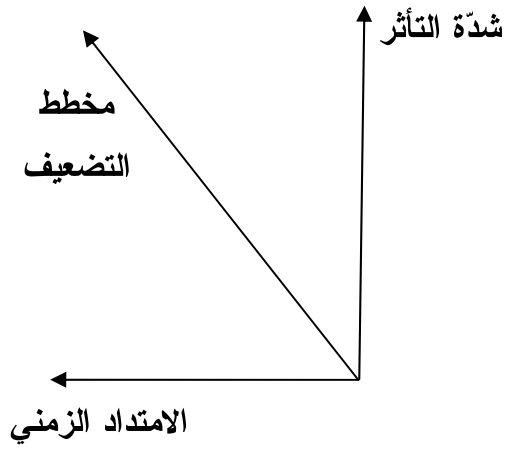 شدّة التأثر
مخطط
التضعيف
الامتداد الزمني